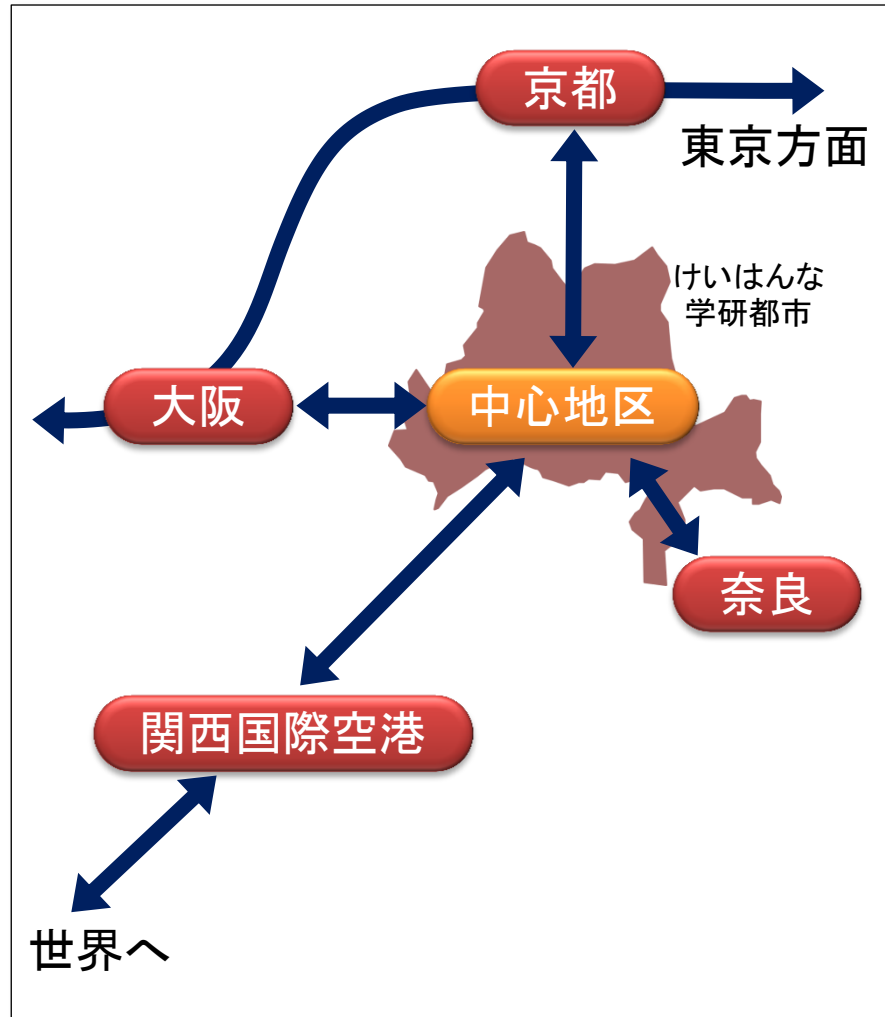 京都
東京方面
けいはんな
学研都市
大阪
中心地区
奈良
関西国際空港
世界へ